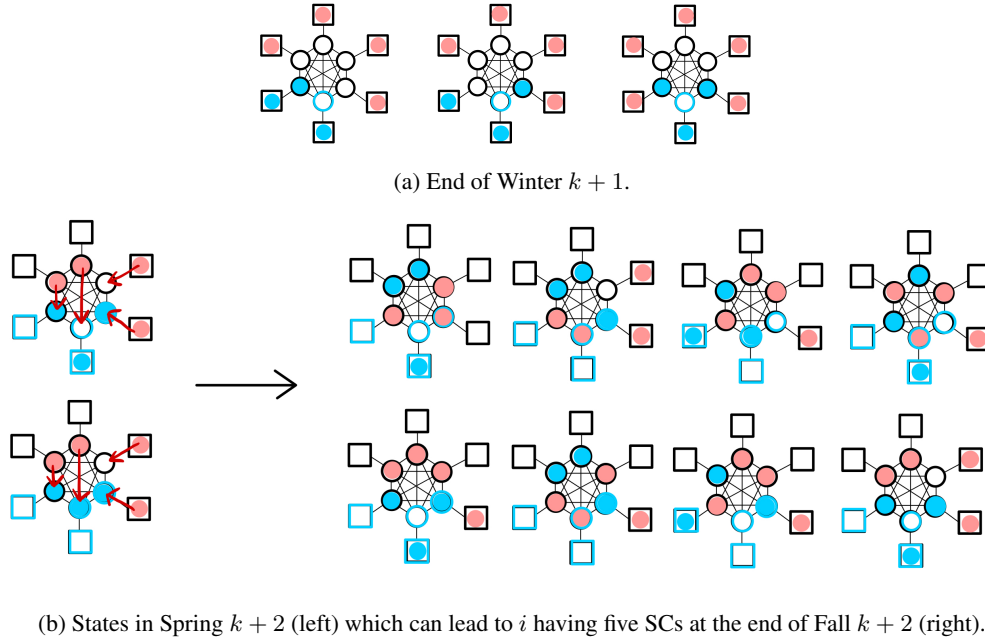 (a) End of Winter k + 1.
(b) States in Spring k + 2 (left) which can lead to i having five SCs at the end of Fall k + 2 (right).